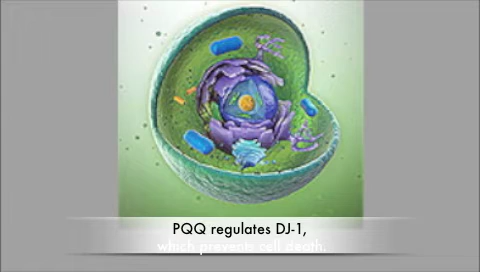 PQQ regulates DJ-1,
which prevents cell death.